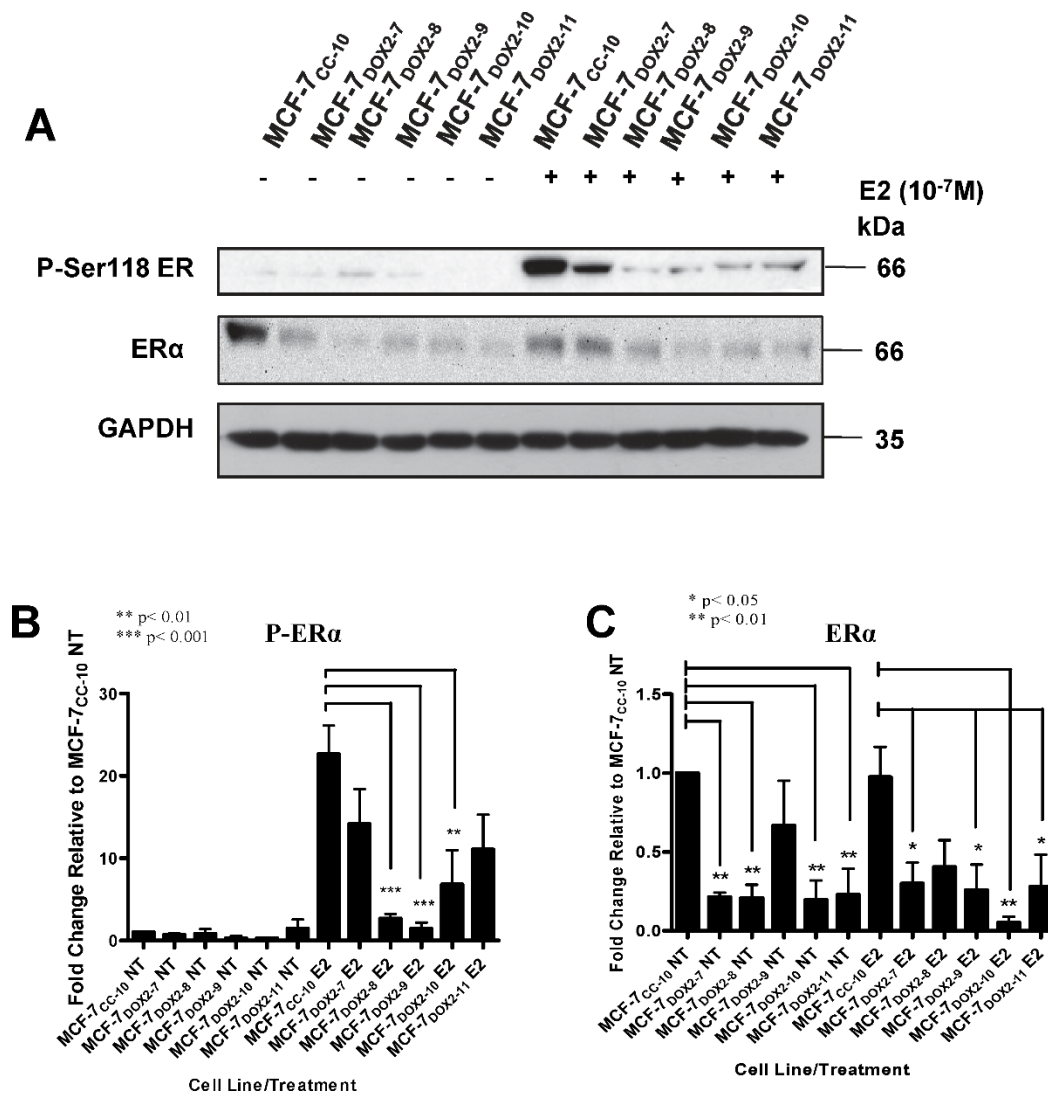 A
MCF-7CC-10 MCF-7DOX2-7 MCF-7DOX2-8 MCF-7DOX2-9 MCF-7DOX2-10 MCF-7DOX2-11 MCF-7CC-10 MCF-7DOX2-7 MCF-7DOX2-8 MCF-7DOX2-9 MCF-7DOX2-10 MCF-7DOX2-11
- - - - - - + + + + + + E2 (10-7M)
kDa
P-Ser118 ER 66
ERα 66
GAPDH 35
B
** p< 0.01
*** p< 0.001
P-ERα
Fold Change Relative to MCF-7CC-10 NT
30
20
10
0
*** *** **
MCF-7CC-10 NT
MCF-7DOX2-7 NT
MCF-7DOX2-8 NT
MCF-7DOX2-9 NT
MCF-7DOX2-10 NT
MCF-7DOX2-11 NT
MCF-7CC-10 E2
MCF-7DOX2-7 E2
MCF-7DOX2-8 E2
MCF-7DOX2-9 E2
MCF-7DOX2-10 E2
MCF-7DOX2-11 E2
Cell Line/Treatment
C
* p< 0.05
** p< 0.01
ERα
Fold Change Relative to MCF-7CC-10 NT
1.5
1.0
0.5
0.0
** ** ** ** * * ** *
MCF-7CC-10 NT
MCF-7DOX2-7 NT
MCF-7DOX2-8 NT
MCF-7DOX2-9 NT
MCF-7DOX2-10 NT
MCF-7DOX2-11 NT
MCF-7CC-10 E2
MCF-7DOX2-7 E2
MCF-7DOX2-8 E2
MCF-7DOX2-9 E2
MCF-7DOX2-10 E2
MCF-7DOX2-11 E2
Cell Line/Treatment